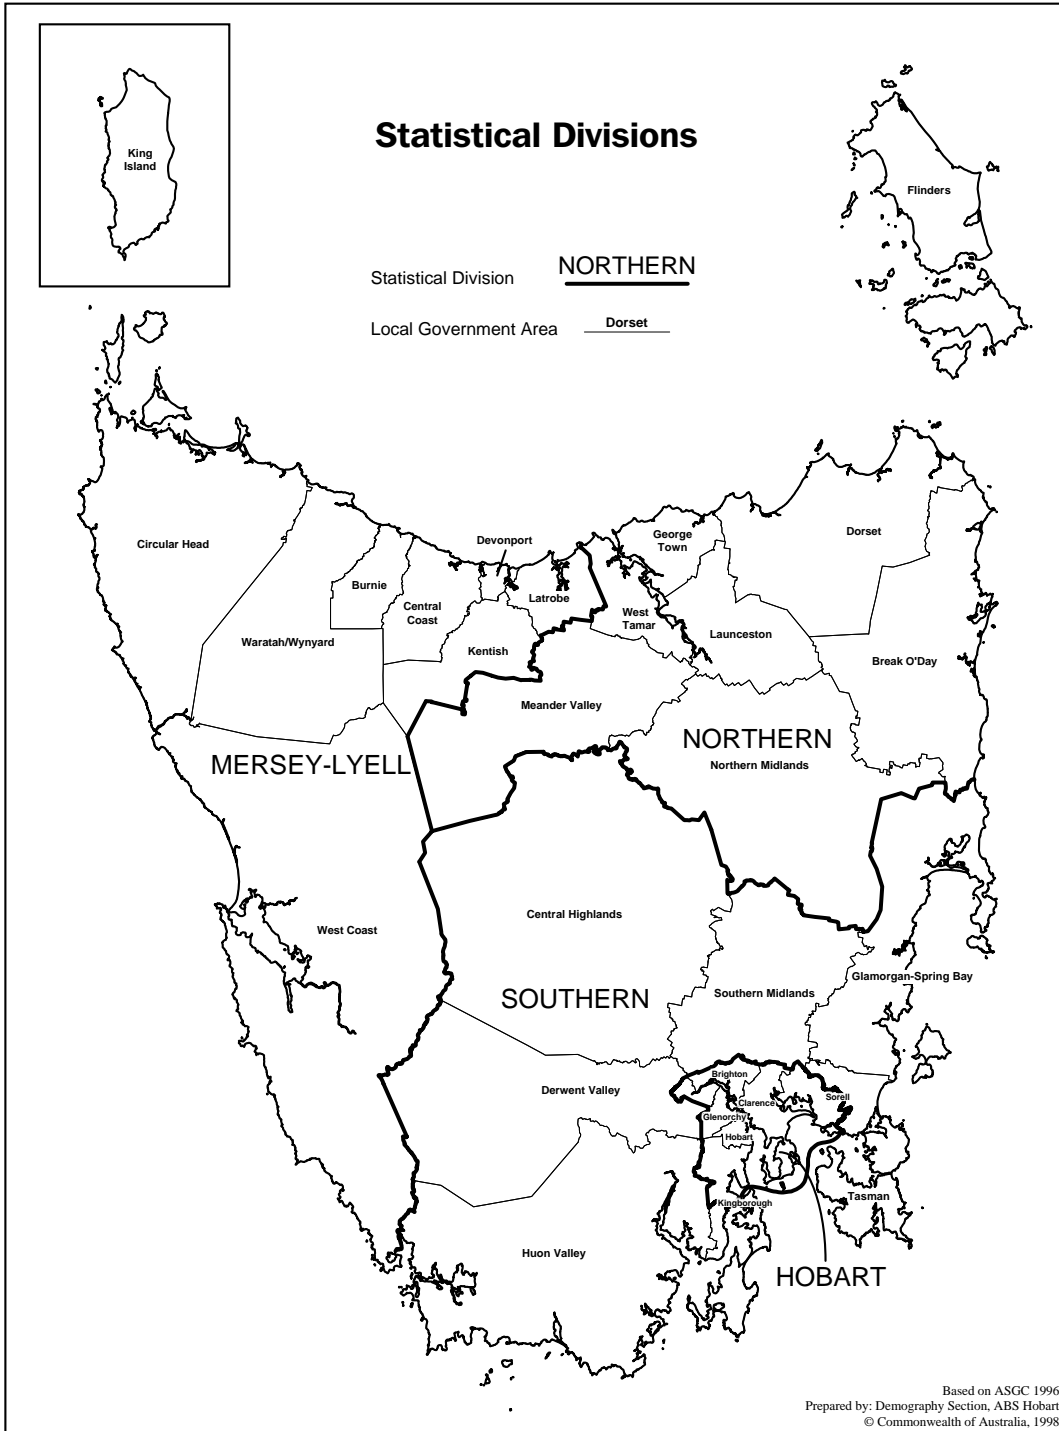 King
Island
Statistical Divisions
Flinders
Statistical Division
NORTHERN
Local Government Area
Dorset
Circular Head
Devonport
George
Town
Dorset
Burnie
Latrobe
Central
Coast
West
Tamar
Launceston
Waratah/Wynyard
Kentish
Break O'Day
Meander Valley
NORTHERN
MERSEY-LYELL
Northern Midlands
Central Highlands
West Coast
Glamorgan-Spring Bay
Southern Midlands
SOUTHERN
Brighton
Derwent Valley
Sorell
Clarence
Glenorchy
Hobart
Tasman
Kingborough
Huon Valley
HOBART
Based on ASGC 1996
Prepared by: Demography Section, ABS Hobart
© Commonwealth of Australia, 1998